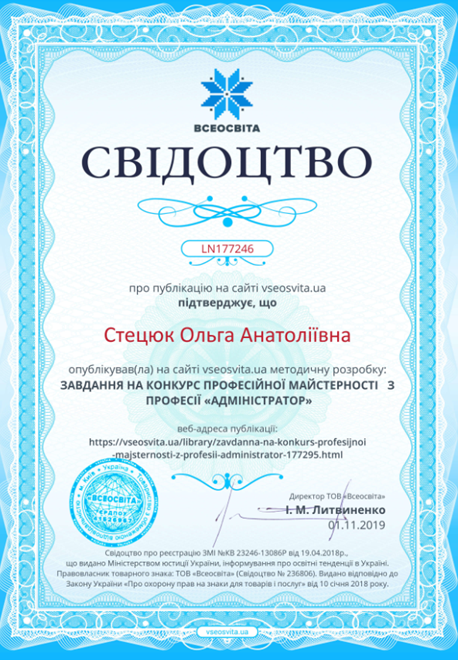 ВСЕОСВІТА
СВІДОЦТВО
LN177246
про публікацію на сайті vseosvita.ua
підтверджує, що
Стецюк Ольга Анатоліївна
опублікував(ла) на сайті vseosvita.ua методичну розробку:
ЗАВДАННЯ НА КОНКУРС ПРОФЕСІЙНОЇ МАЙСТЕРНОСТІ З
ПРОФЕСІЇ «АДМІНІСТРАТОР»
веб-адреса публікації:
https://vseosvita.ua/library/zavdanna-na-konkurs-profesijnoi
-majsternosti-z-profesii-administrator-177295.html
Україна
м. Київ
ВСЕОСВІТА
Директор ТОВ «Всеосвіта»
І. М. Литвиненко
01.11.2019
Свідоцтво про реєстрацію ЗМІ №КВ 23246-13086Р від 19.04.2018р.,
що видано Міністерством юстиції України, інформування про освітні тенденції в Україні.
Правовласник товарного знака: ТОВ «Всеосвіта» (Свідоцтво № 236806). Видано відповідно до
Закону України «Про охорону прав на знаки для товарів і послуг» від 10 січня 2018 року.
vseosvita.ua